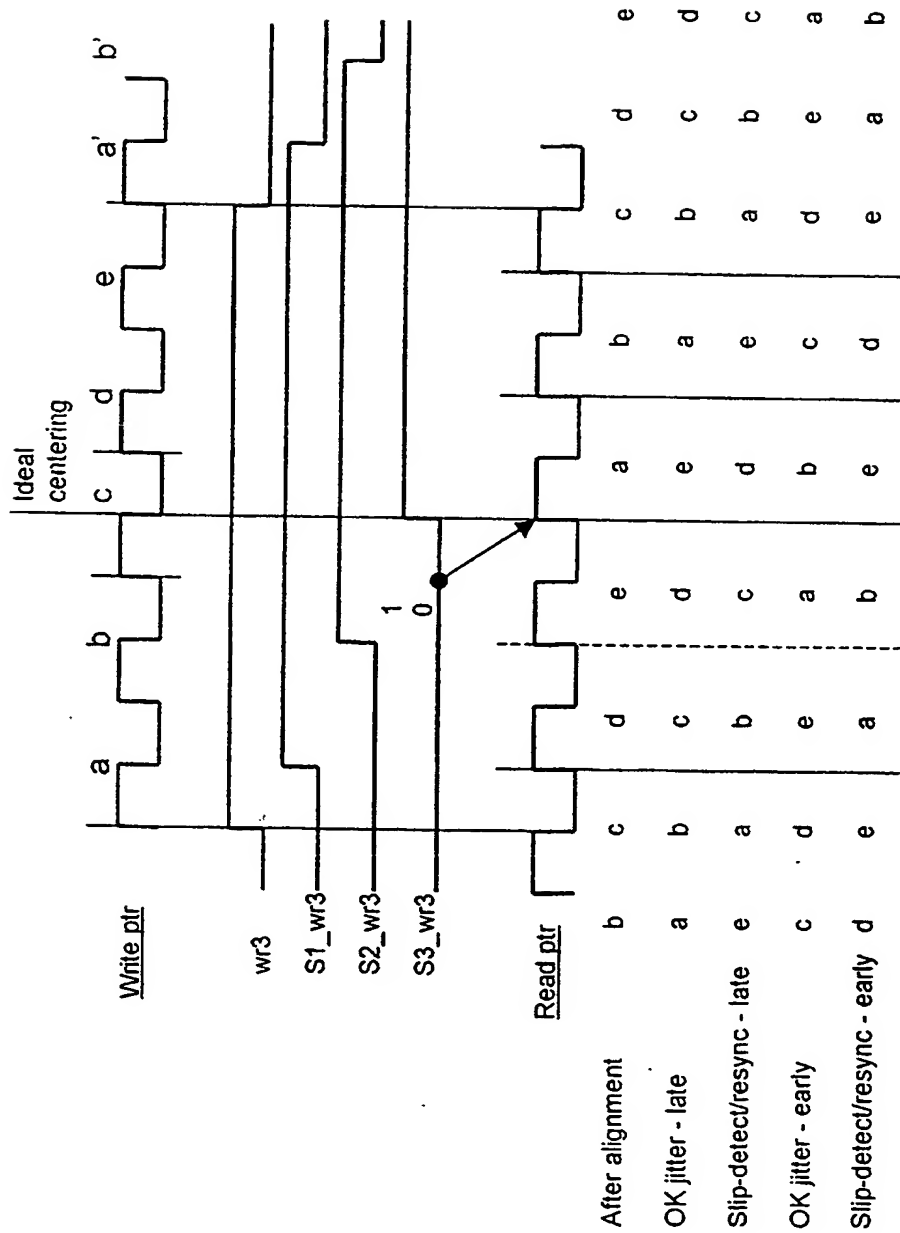 Ideal
centering
Write ptr a b c d e a' b'
wr3
S1_wr3
S2_wr3
1
0
S3_wr3
Read ptr
After alignment b c d e a b c d e
OK jitter - late a b c d e a b c d
Slip-detect/resync - late e a b c d e a b c
OK jitter - early c d e a b c d e a
Slip-detect/resync - early d e a b e d e a b